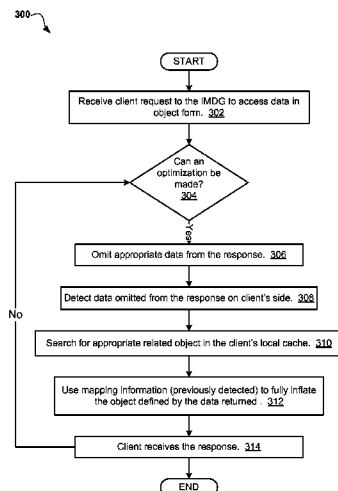 300
START
Receive client request to the IMDG to access data in
object form. 302
Can an
optimization be
made?
304
Yes
Omit appropriate data from the response. 306
Detect data omitted from the response on client's side. 308
No
Search for appropriate related object in the client's local cache. 310
Use mapping information (previously detected) to fully inflate
the object defined by the data returned . 312
Client receives the response. 314
END